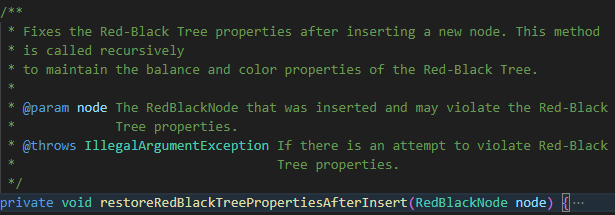 /**
 * Fixes the Red-Black Tree properties after inserting a new node. This method
 * is called recursively
 * to maintain the balance and color properties of the Red-Black Tree.
 *
 * @param node The RedBlackNode that was inserted and may violate the Red-Black
 *             Tree properties.
 * @throws IllegalArgumentException If there is an attempt to violate Red-Black
 *                                  Tree properties.
 */
private void restoreRedBlackTreePropertiesAfterInsert(RedBlackNode node) {···